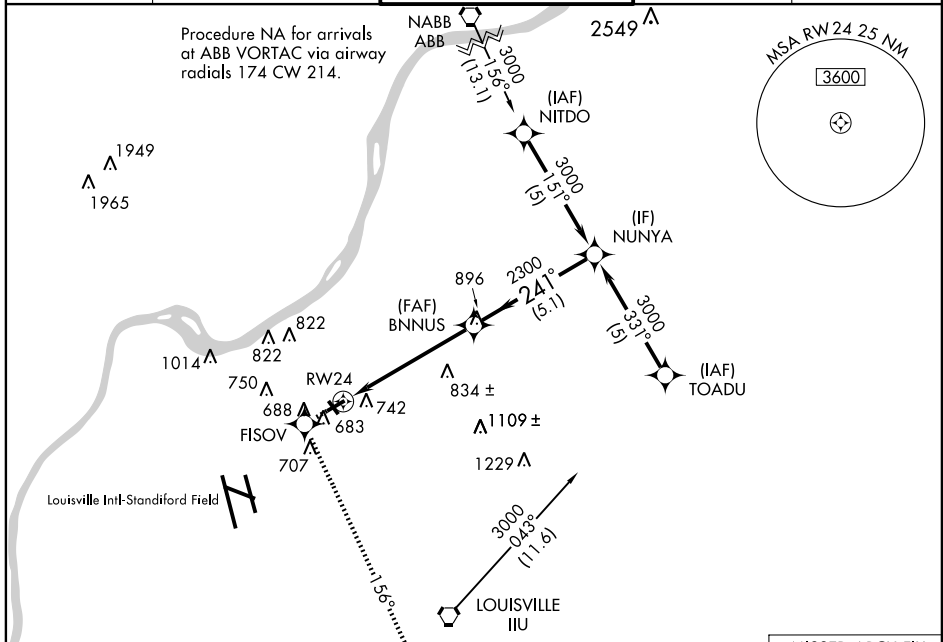 Procedure NA for arrivals
at ABB VORTAC via airway
radials 174 CW 214.
NABB
ABB
3000
156°
(13.1)
2549
MSA RW 24 25 NM
3600
(IAF)
NITDO
1949
1965
3000
151°
(5)
(IF)
NUNYA
896
2300
241°
(5.1)
(FAF)
BNNUS
3000
331°
(5)
(IAF)
TOADU
822
822
1014
750
RW24
834 ±
688
742
683
FISOV
1109 ±
707
1229
Louisville Intl-Standiford Field
3000
043°
(11.6)
156°
LOUISVILLE
IIU